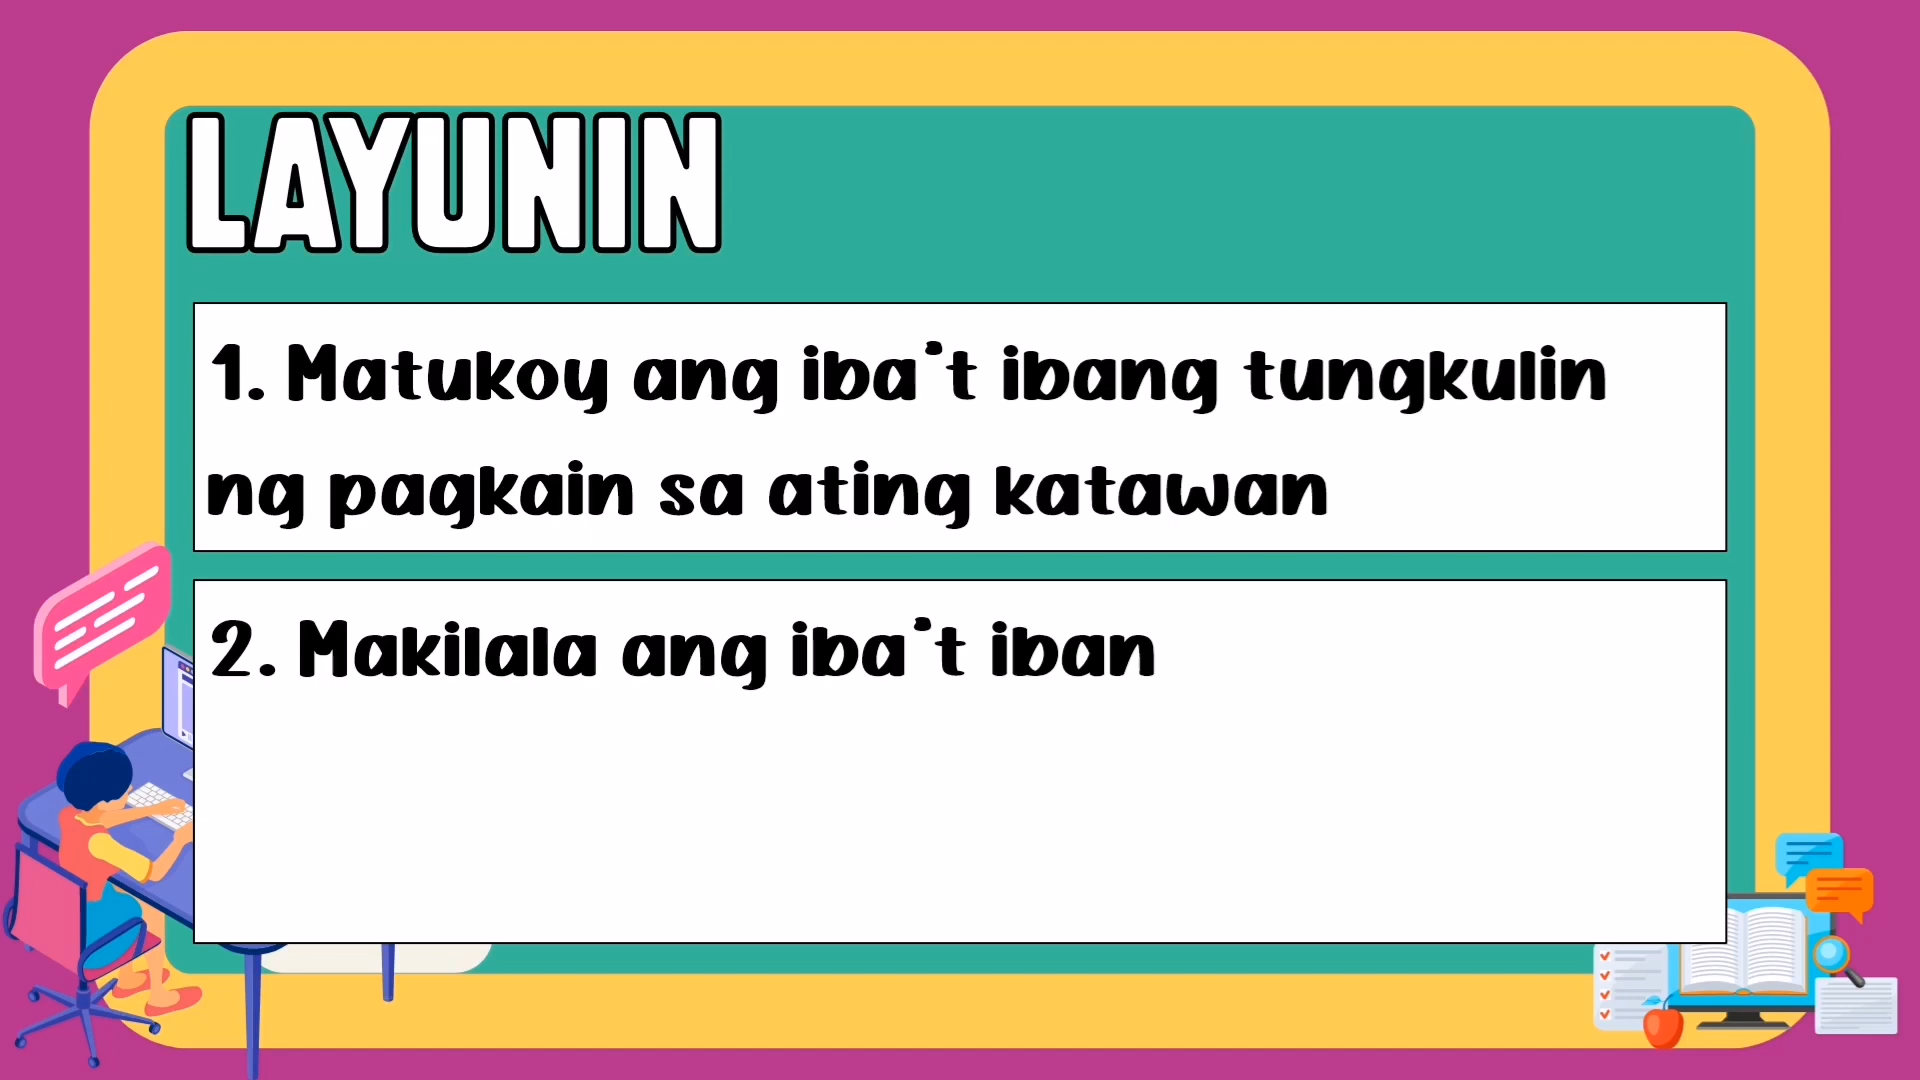 LAYUNIN
1. Matukoy ang iba't ibang tungkulin
ng pagkain sa ating katawan
2. Makilala ang iba't iban